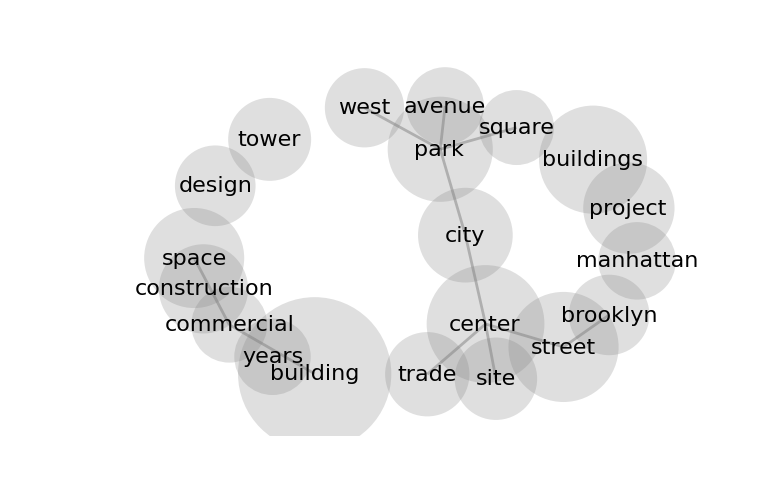 west
avenue
square
tower
park
buildings
design
project
city
space
manhattan
construction
brooklyn
commercial
center
street
years
building
trade
site